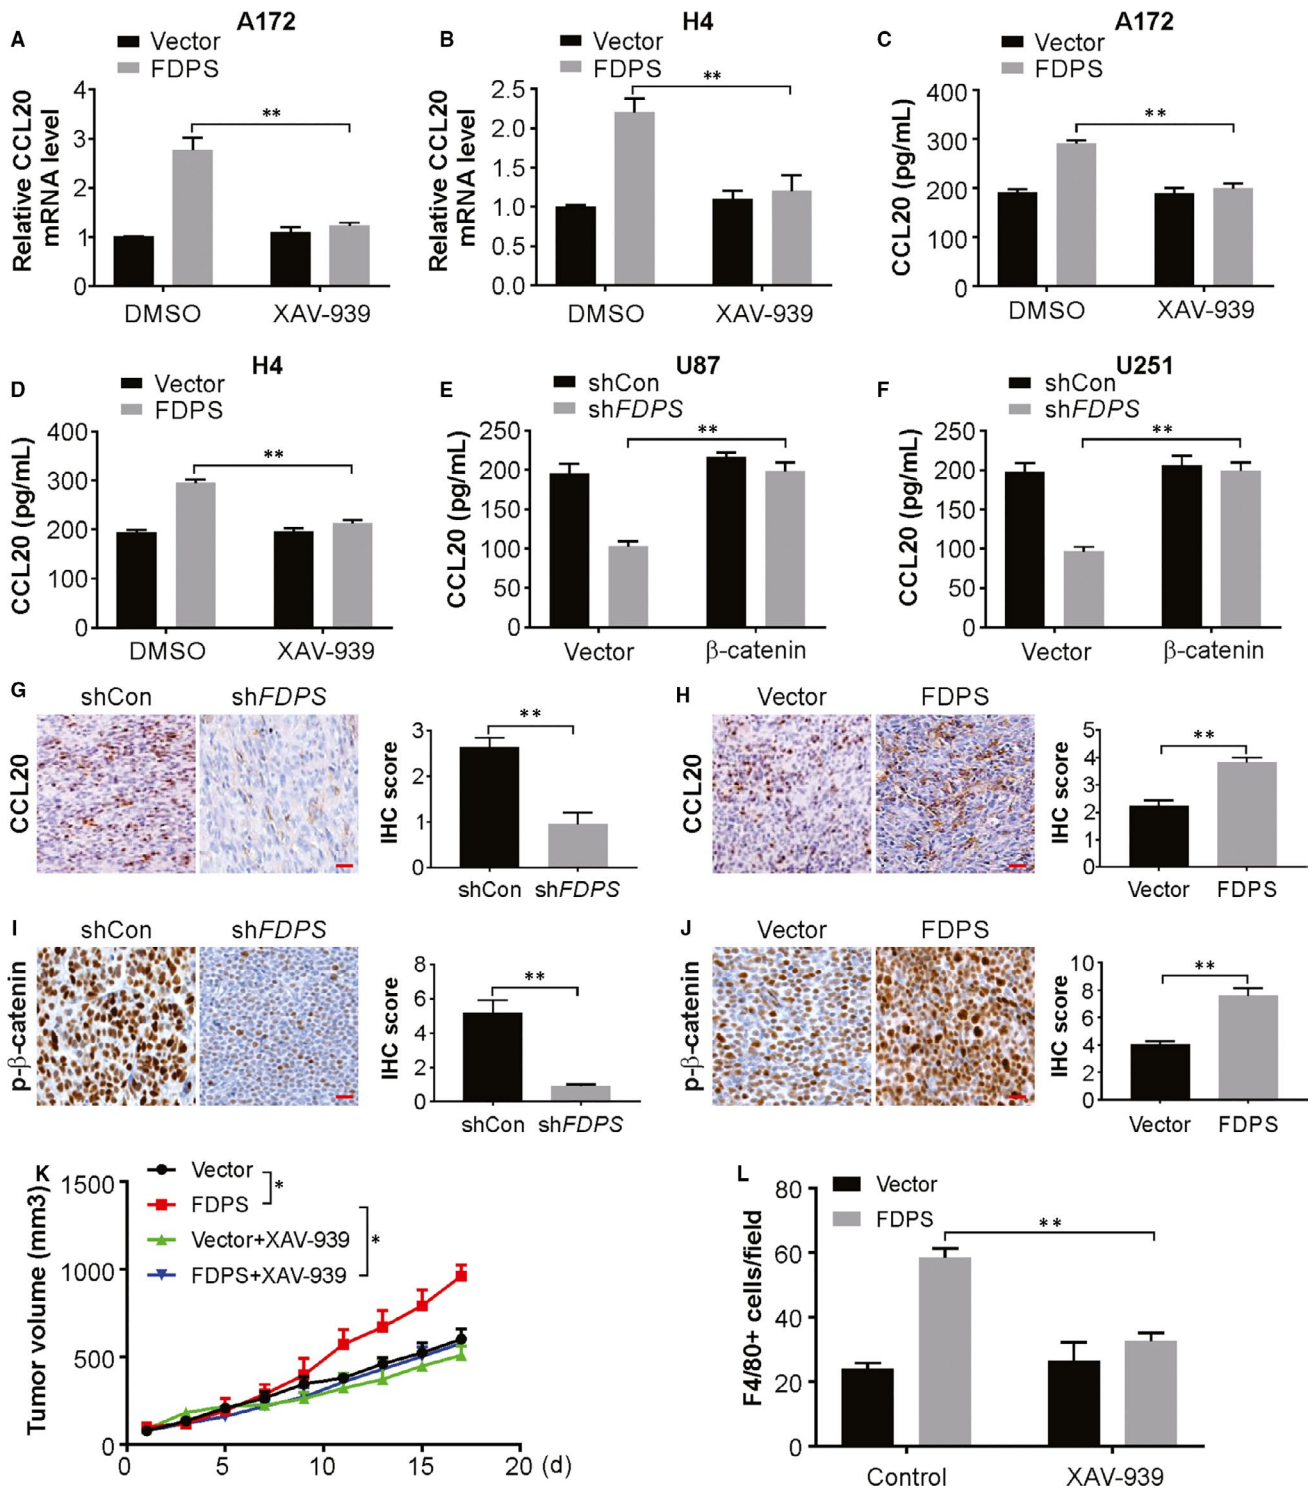 A
A172
Vector
FDPS
Relative CCL20
mRNA level
4
3
2
1
0
**
DMSO
XAV-939
B
H4
Vector
FDPS
Relative CCL20
mRNA level
2.5
2.0
1.5
1.0
0.5
0.0
**
DMSO
XAV-939
C
A172
Vector
FDPS
CCL20 (pg/mL)
400
300
200
100
0
**
DMSO
XAV-939
D
H4
Vector
FDPS
CCL20 (pg/mL)
400
300
200
100
0
**
DMSO
XAV-939
E
U87
shCon
shFDPS
CCL20 (pg/mL)
250
200
150
100
50
0
**
Vector
β-catenin
F
U251
shCon
shFDPS
CCL20 (pg/mL)
250
200
150
100
50
0
**
Vector
β-catenin
G
shCon
shFDPS
CCL20
IHC score
3
2
1
0
**
shCon
shFDPS
H
Vector
FDPS
CCL20
IHC score
5
4
3
2
1
0
**
Vector
FDPS
I
shCon
shFDPS
p-β-catenin
IHC score
8
6
4
2
0
**
shCon
shFDPS
J
Vector
FDPS
p-β-catenin
IHC score
10
8
6
4
2
0
**
Vector
FDPS
K
Vector
FDPS
Vector+XAV-939
FDPS+XAV-939
*
*
Tumor volume (mm3)
1500
1000
500
0
0
5
10
15
20
(d)
L
Vector
FDPS
F4/80+ cells/field
80
60
40
20
0
**
Control
XAV-939